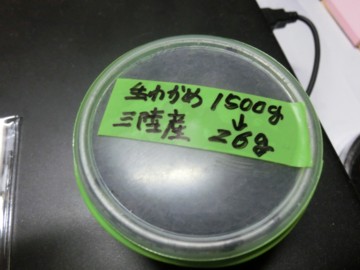 生わかめ 1500g
↓
三陸産 26g